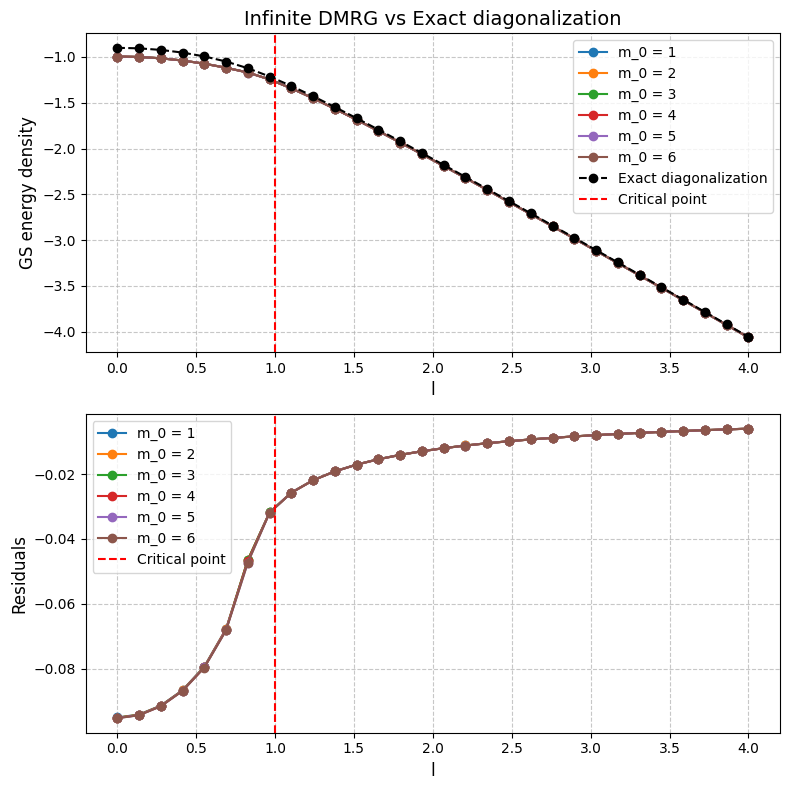 Infinite DMRG vs Exact diagonalization
GS energy density
−1.0
−1.5
−2.0
−2.5
−3.0
−3.5
−4.0
m_0 = 1
m_0 = 2
m_0 = 3
m_0 = 4
m_0 = 5
m_0 = 6
Exact diagonalization
Critical point
0.0 0.5 1.0 1.5 2.0 2.5 3.0 3.5 4.0
l
Residuals
−0.02
−0.04
−0.06
−0.08
m_0 = 1
m_0 = 2
m_0 = 3
m_0 = 4
m_0 = 5
m_0 = 6
Critical point
0.0 0.5 1.0 1.5 2.0 2.5 3.0 3.5 4.0
l